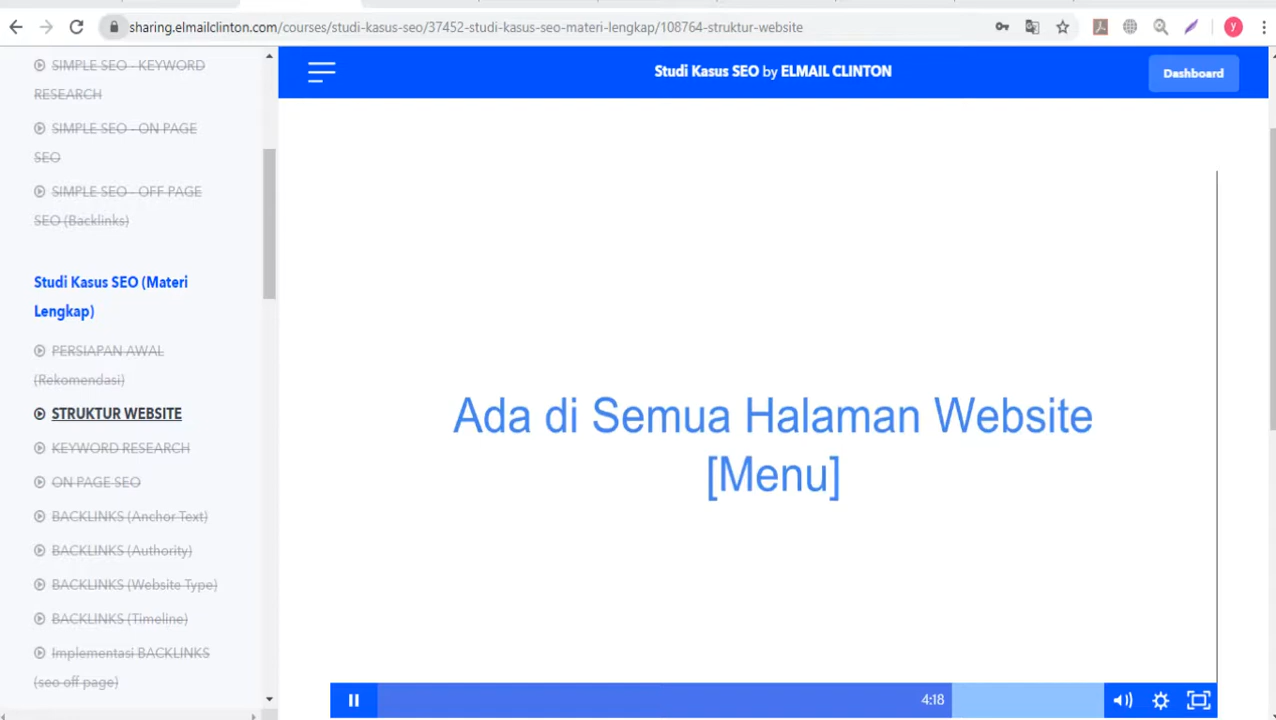 sharing.elmailclinton.com/courses/studi-kasus-seo/37452-studi-kasus-seo-materi-lengkap/108764-struktur-website
y
Studi Kasus SEO by ELMAIL CLINTON
Dashboard
SIMPLE SEO - KEYWORD
RESEARCH
SIMPLE SEO - ON PAGE
SEO
SIMPLE SEO - OFF PAGE
SEO (Backlinks)
Studi Kasus SEO (Materi
Lengkap)
PERSIAPAN AWAL
(Rekomendasi)
STRUKTUR WEBSITE
KEYWORD RESEARCH
ON PAGE SEO
BACKLINKS (Anchor Text)
BACKLINKS (Authority)
BACKLINKS (Website Type)
BACKLINKS (Timeline)
Implementasi BACKLINKS
(seo off page)
Ada di Semua Halaman Website
[Menu]
4:18